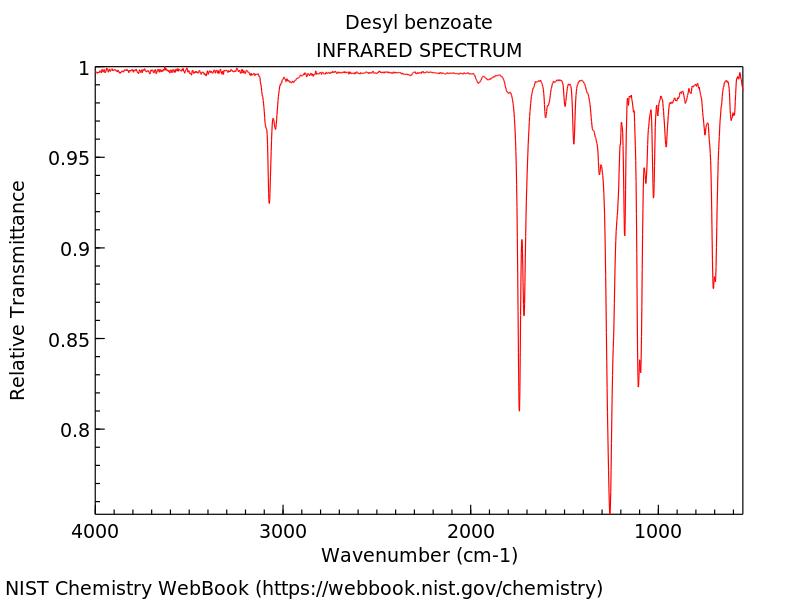 Desyl benzoate
INFRARED SPECTRUM
1
0.95
0.9
0.85
0.8
Relative Transmittance
4000
3000
2000
1000
Wavenumber (cm-1)
NIST Chemistry WebBook (https://webbook.nist.gov/chemistry)